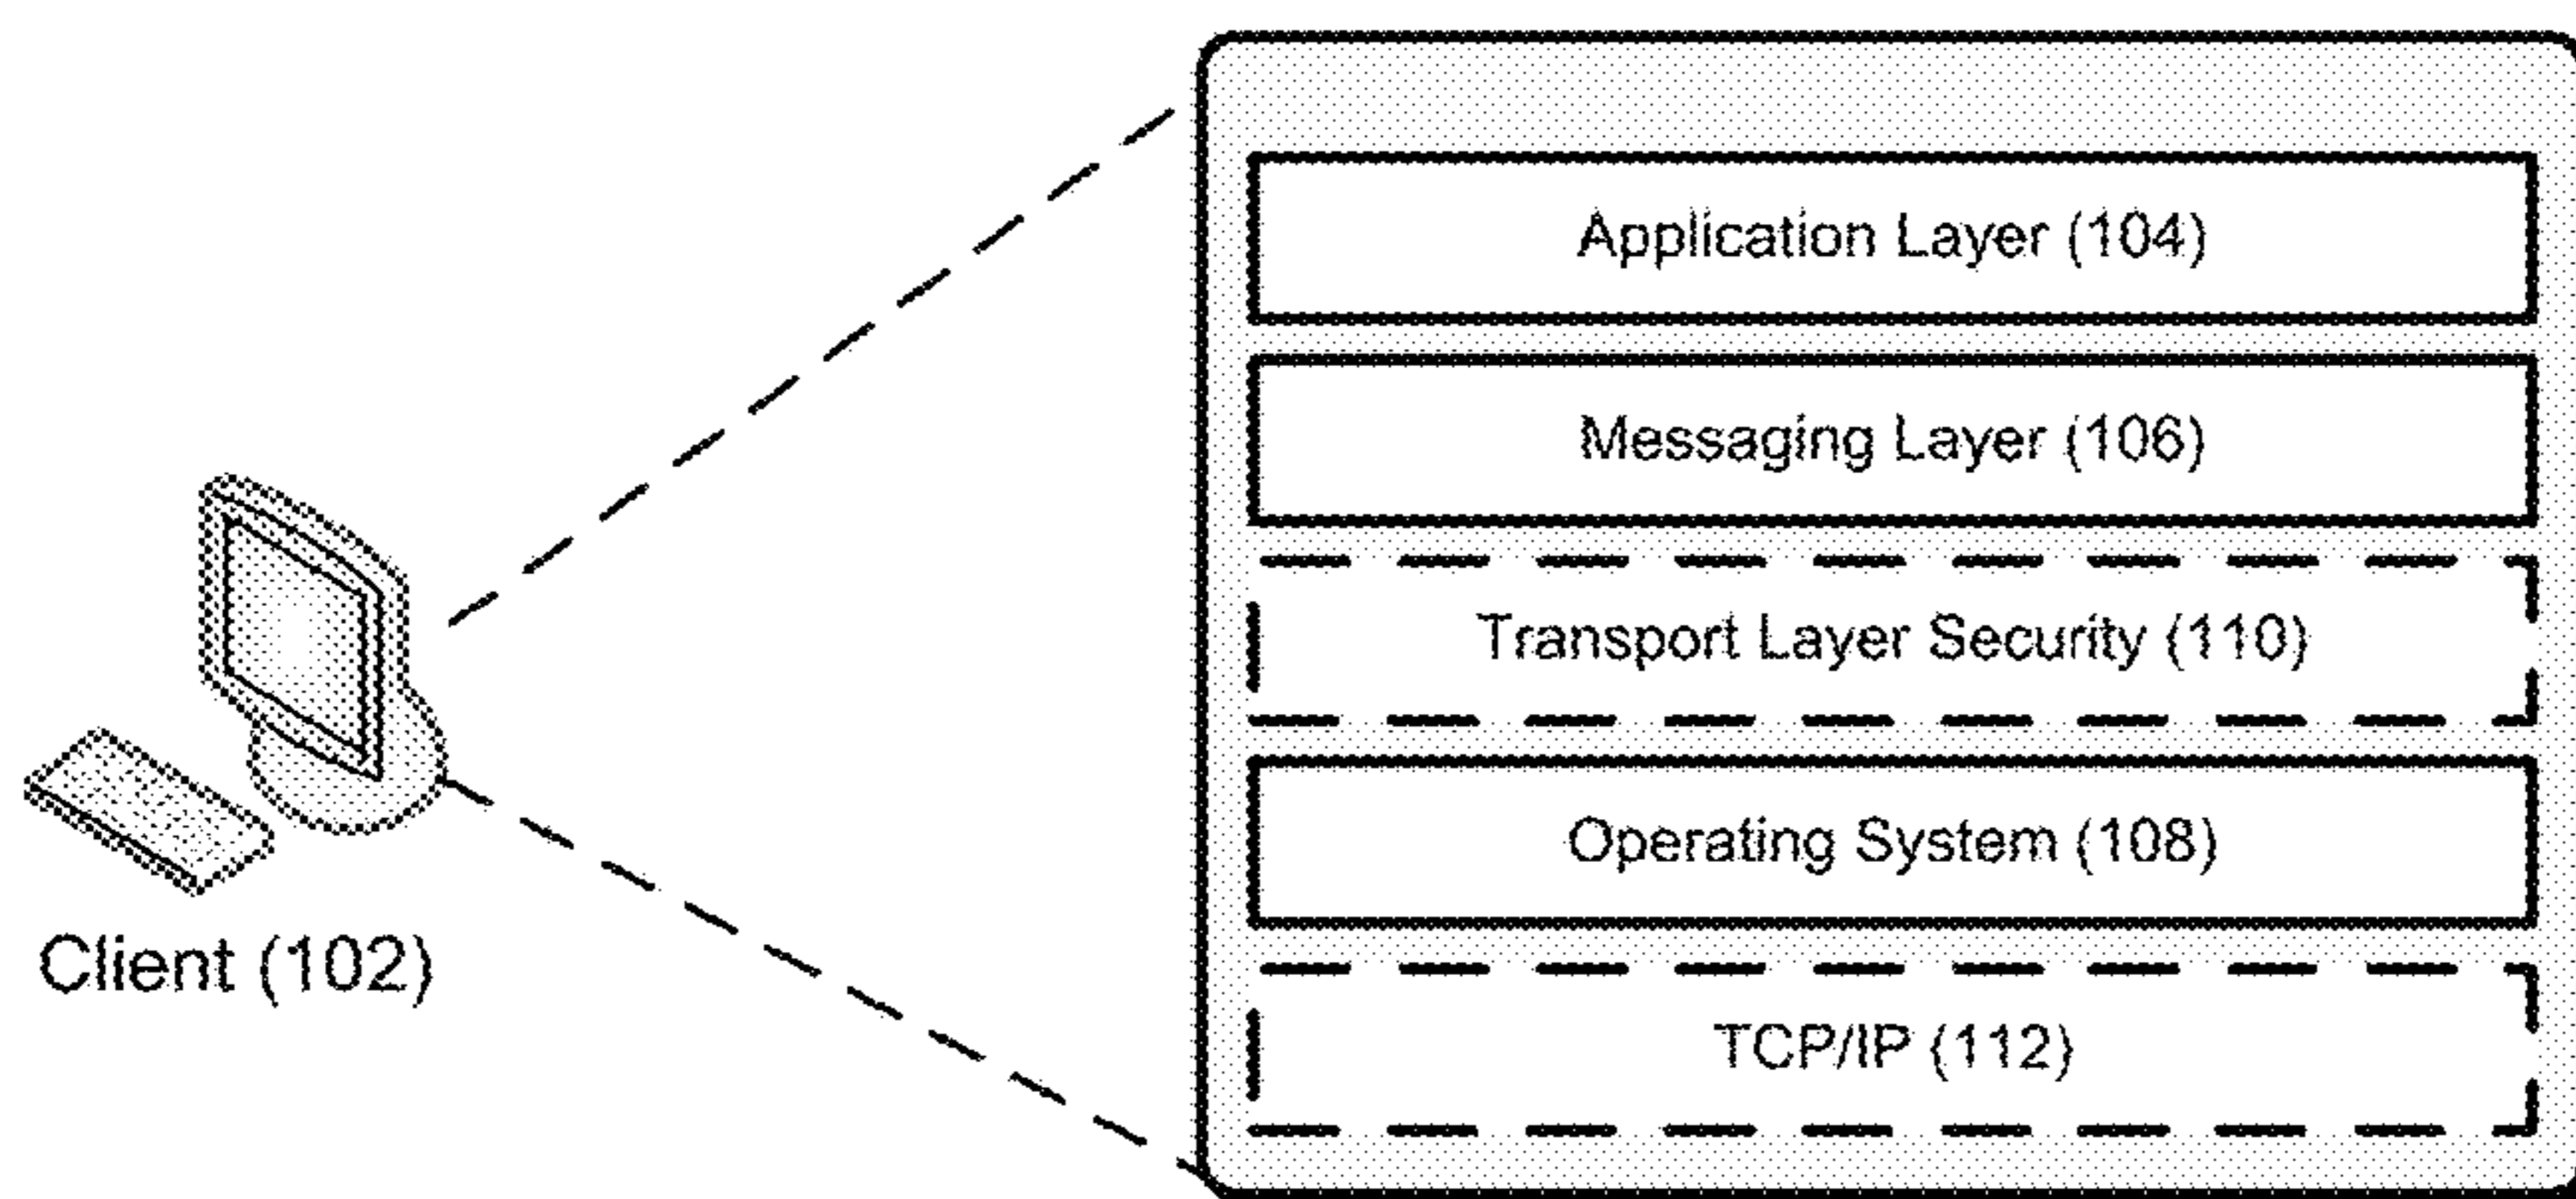 Application Layer (104)
Messaging Layer (106)
Transport Layer Security (110)
Operating System (108)
TCP/IP (112)
Client (102)